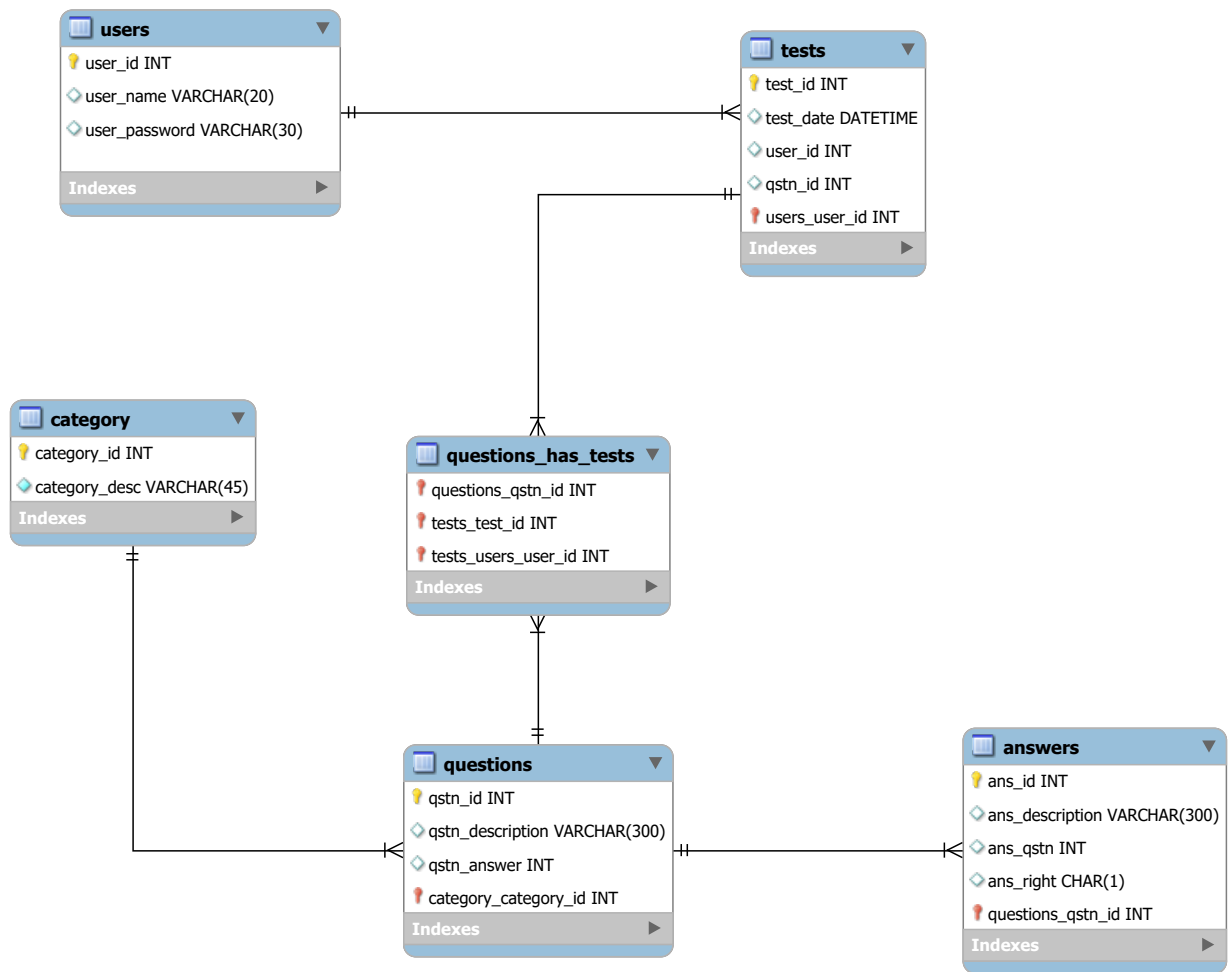 users
user_id INT
user_name VARCHAR(20)
user_password VARCHAR(30)
Indexes
tests
test_id INT
test_date DATETIME
user_id INT
qstn_id INT
users_user_id INT
Indexes
category
category_id INT
category_desc VARCHAR(45)
Indexes
questions_has_tests
questions_qstn_id INT
tests_test_id INT
tests_users_user_id INT
Indexes
questions
qstn_id INT
qstn_description VARCHAR(300)
qstn_answer INT
category_category_id INT
Indexes
answers
ans_id INT
ans_description VARCHAR(300)
ans_qstn INT
ans_right CHAR(1)
questions_qstn_id INT
Indexes